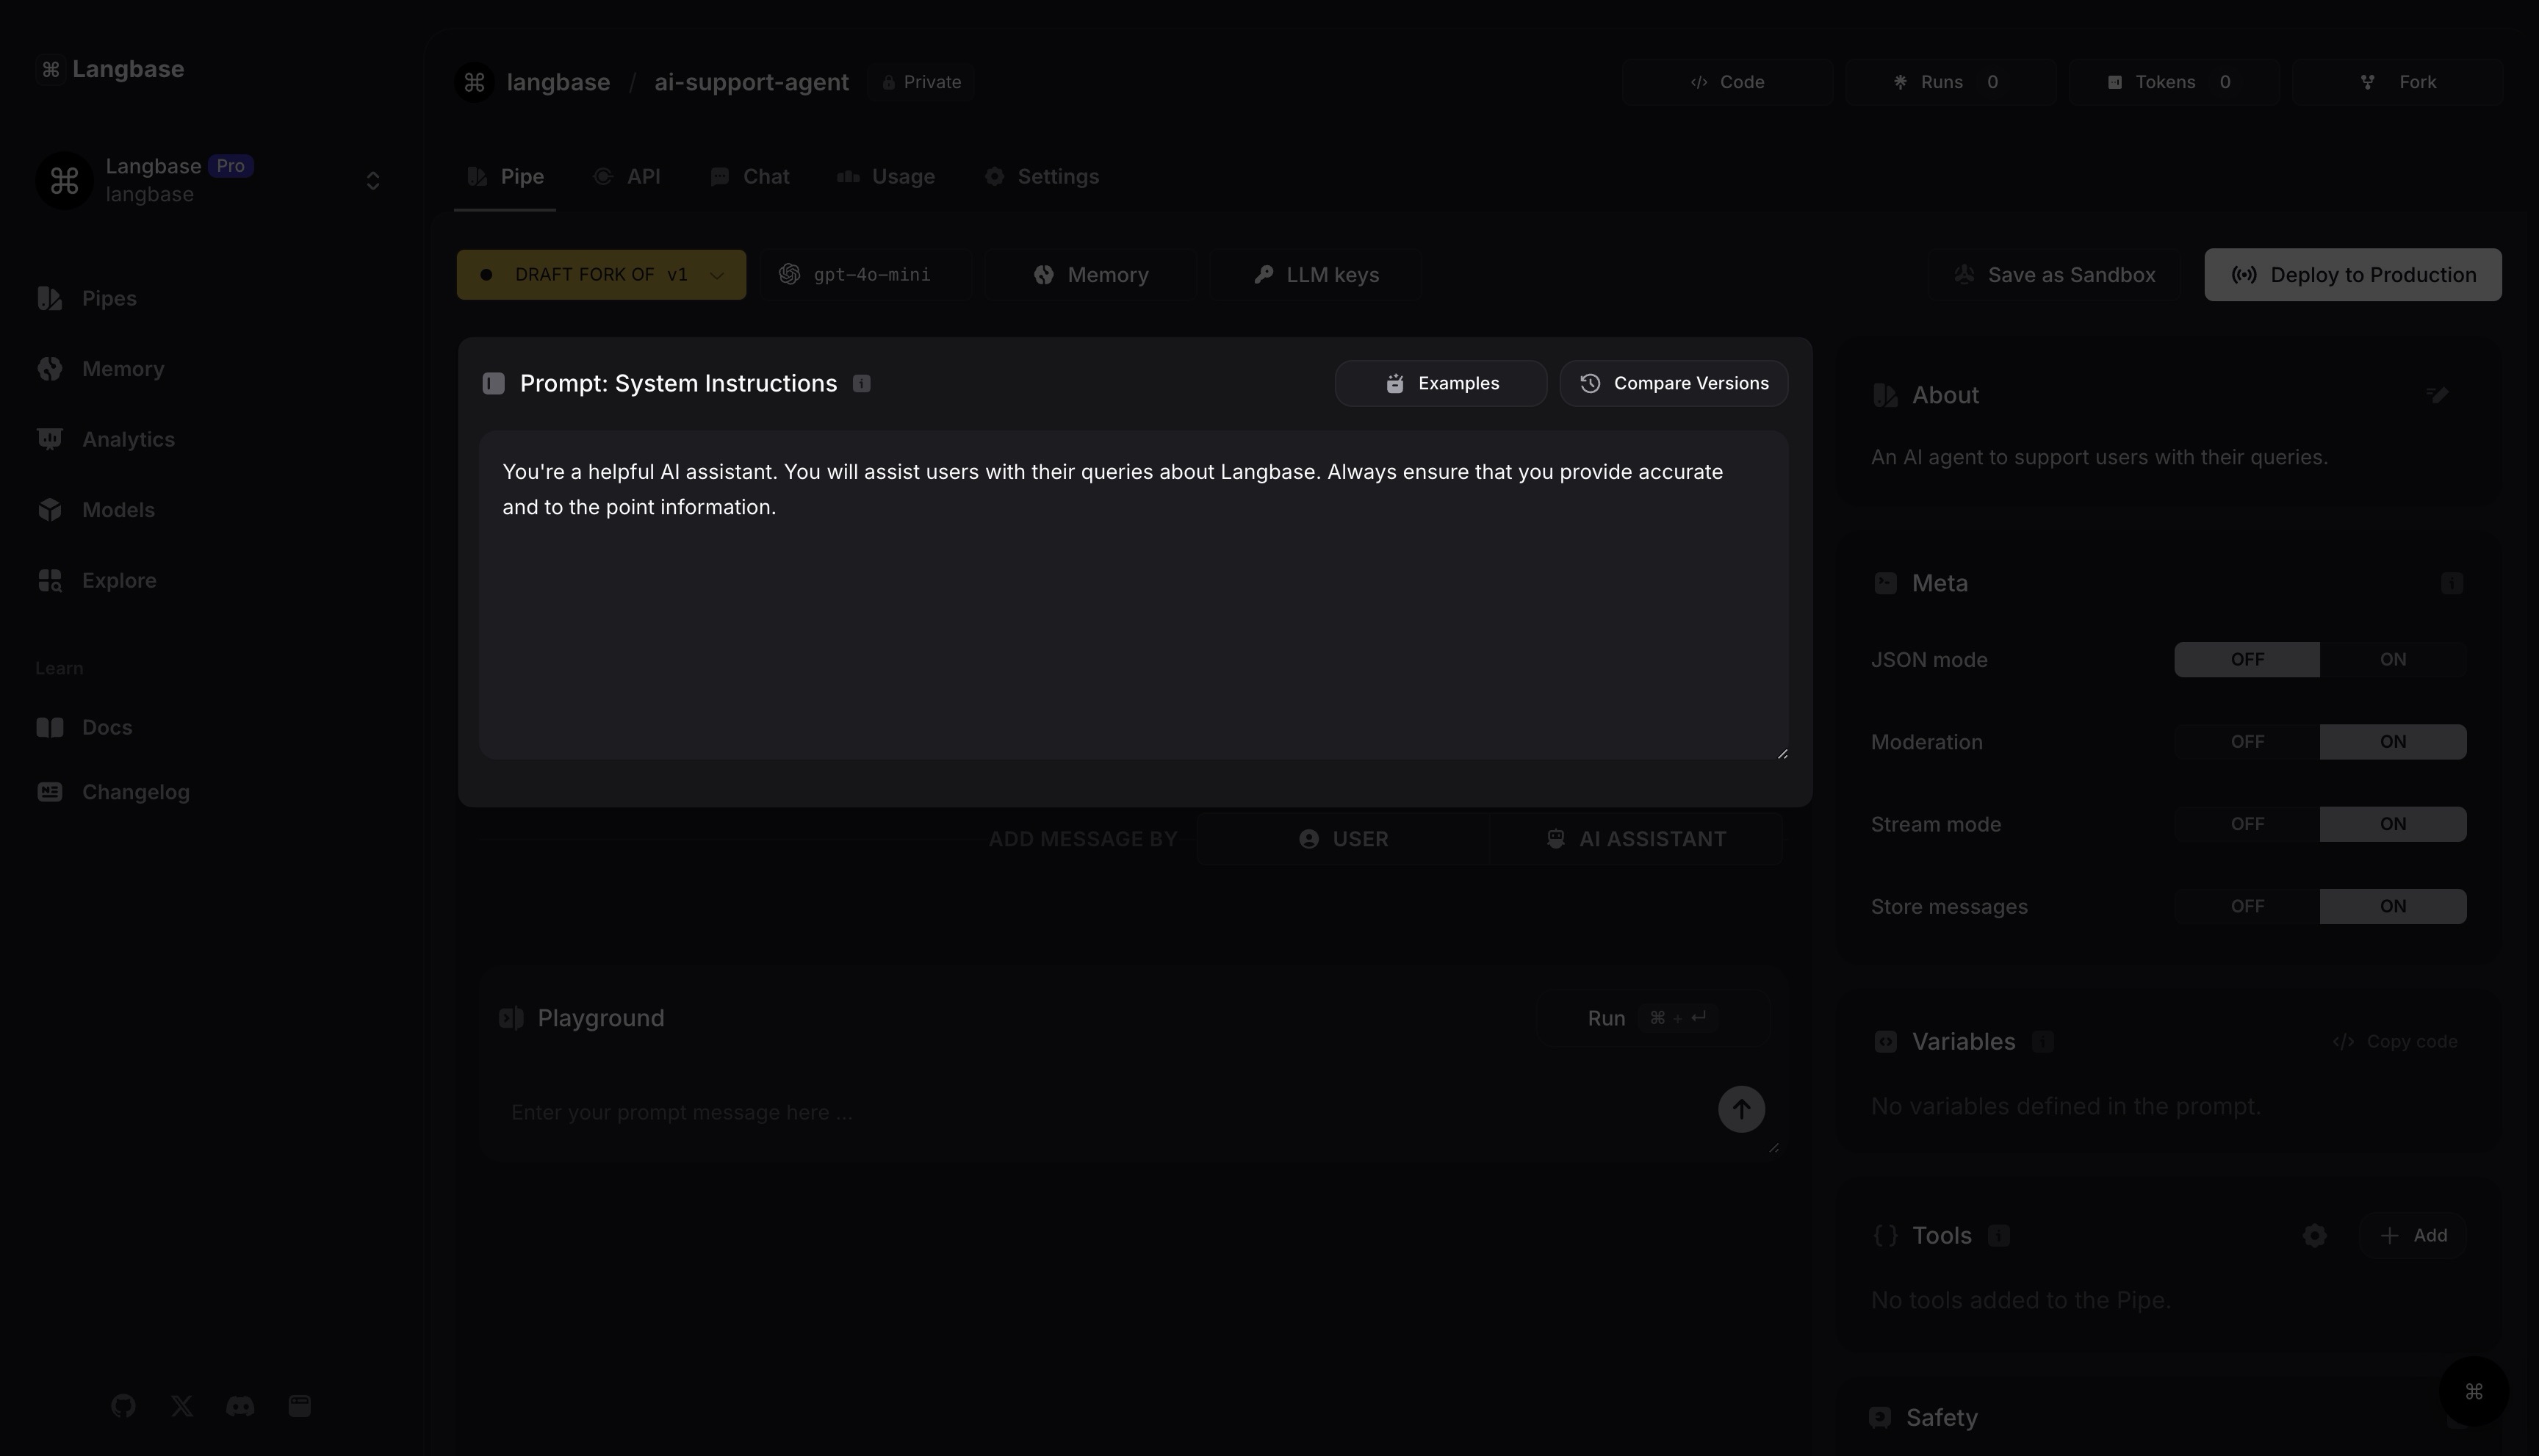 Langbase
langbase / ai-support-agent Private
Code
Runs 0
Tokens 0
Fork
Langbase Pro
langbase
Pipe
API
Chat
Usage
Settings
DRAFT FORK OF v1
gpt-4o-mini
Memory
LLM keys
Save as Sandbox
Deploy to Production
Pipes
Memory
Analytics
Models
Explore
Learn
Docs
Changelog
Prompt: System Instructions
Examples
Compare Versions
You're a helpful AI assistant. You will assist users with their queries about Langbase. Always ensure that you provide accurate
and to the point information.
ADD MESSAGE BY
USER
AI ASSISTANT
Playground
Run ⌘ + ↵
Enter your prompt message here ...
About
An AI agent to support users with their queries.
Meta
JSON mode OFF ON
Moderation OFF ON
Stream mode OFF ON
Store messages OFF ON
Variables
Copy code
No variables defined in the prompt.
Tools
Add
No tools added to the Pipe.
Safety